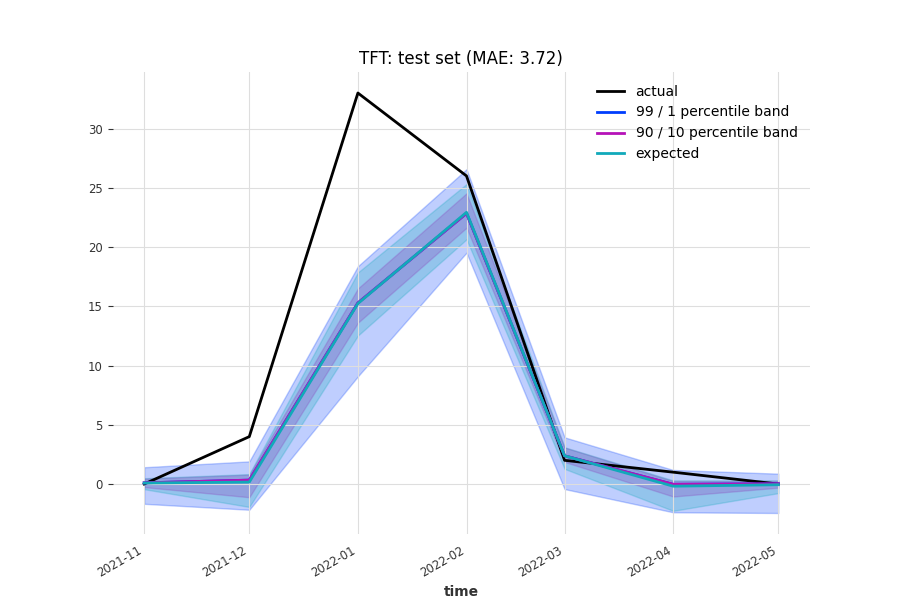 TFT: test set (MAE: 3.72)
actual
99 / 1 percentile band
90 / 10 percentile band
expected
30
25
20
15
10
5
0
2021-11
2021-12
2022-01
2022-02
2022-03
2022-04
2022-05
time